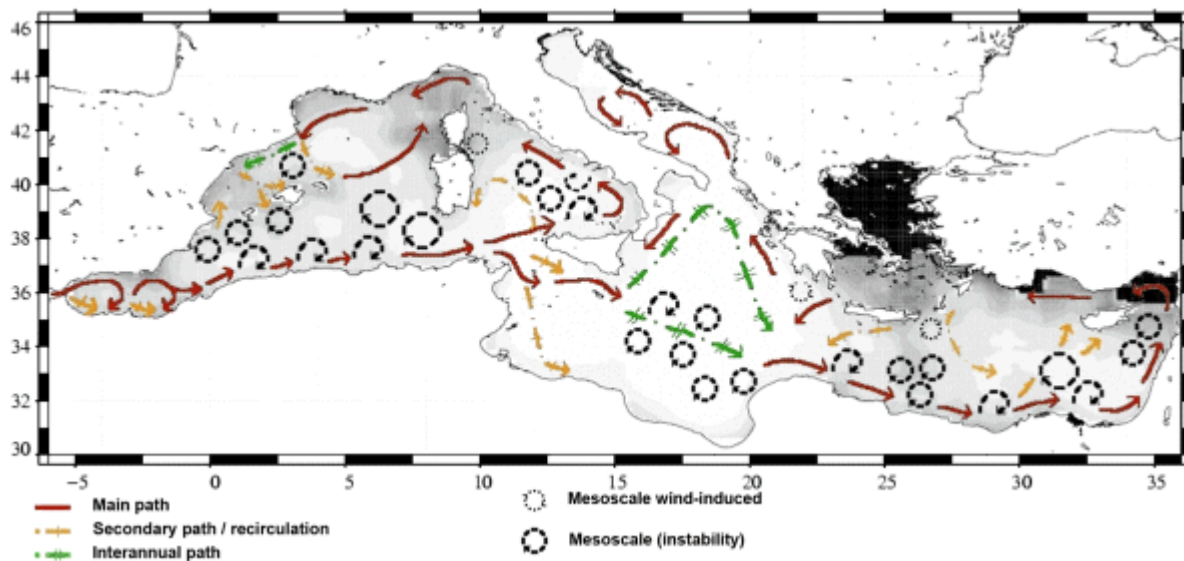 46
44
42
40
38
36
34
32
30
0 5 10 15 20 25 30 35
Main path
Secondary path / recirculation
Interannual path
Mesoscale wind-induced
Mesoscale (instability)